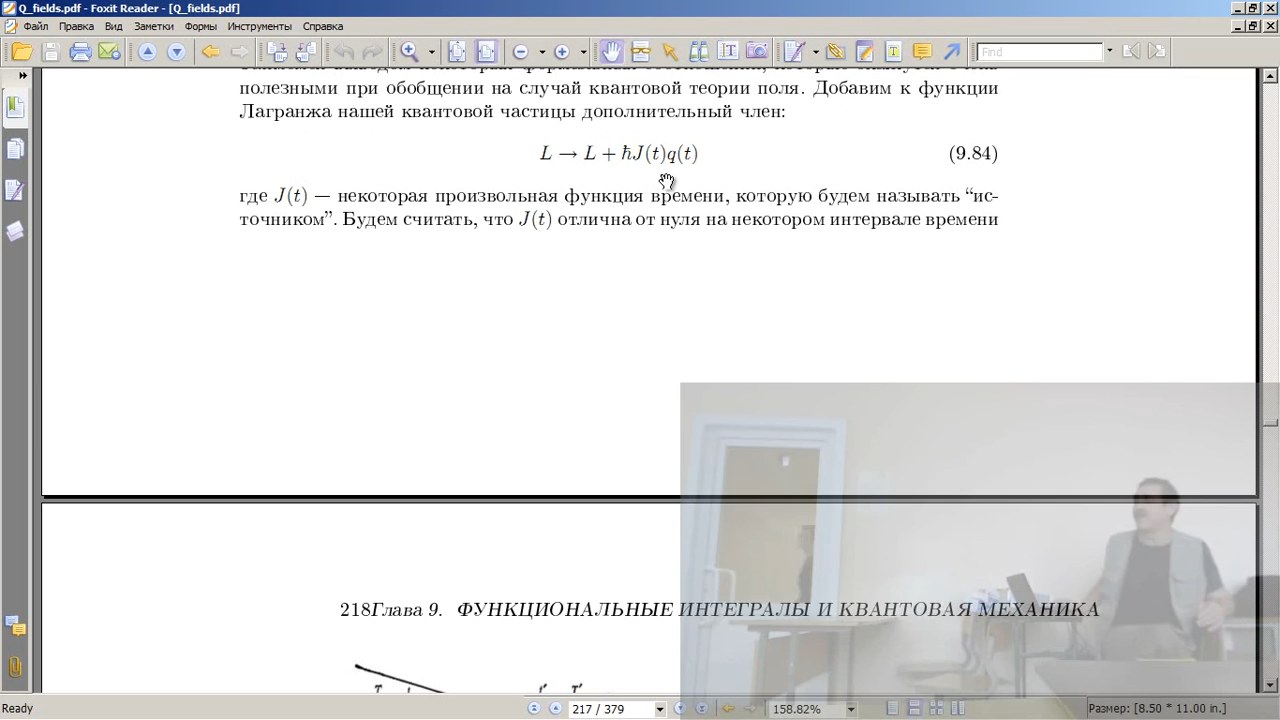 Q_fields.pdf - Foxit Reader - [Q_fields.pdf]
Файл Правка Вид Заметки Формы Инструменты Справка
Find
полезными при обобщении на случай квантовой теории поля. Добавим к функции
Лагранжа нашей квантовой частицы дополнительный член:
L → L + ħJ(t)q(t) (9.84)
где J(t) — некоторая произвольная функция времени, которую будем называть “ис-
точником”. Будем считать, что J(t) отлична от нуля на некотором интервале времени
218Глава 9. ФУНКЦИОНАЛЬНЫЕ ИНТЕГРАЛЫ И КВАНТОВАЯ МЕХАНИКА
Ready 217 / 379 158.82% Размер: [8.50 * 11.00 in.]